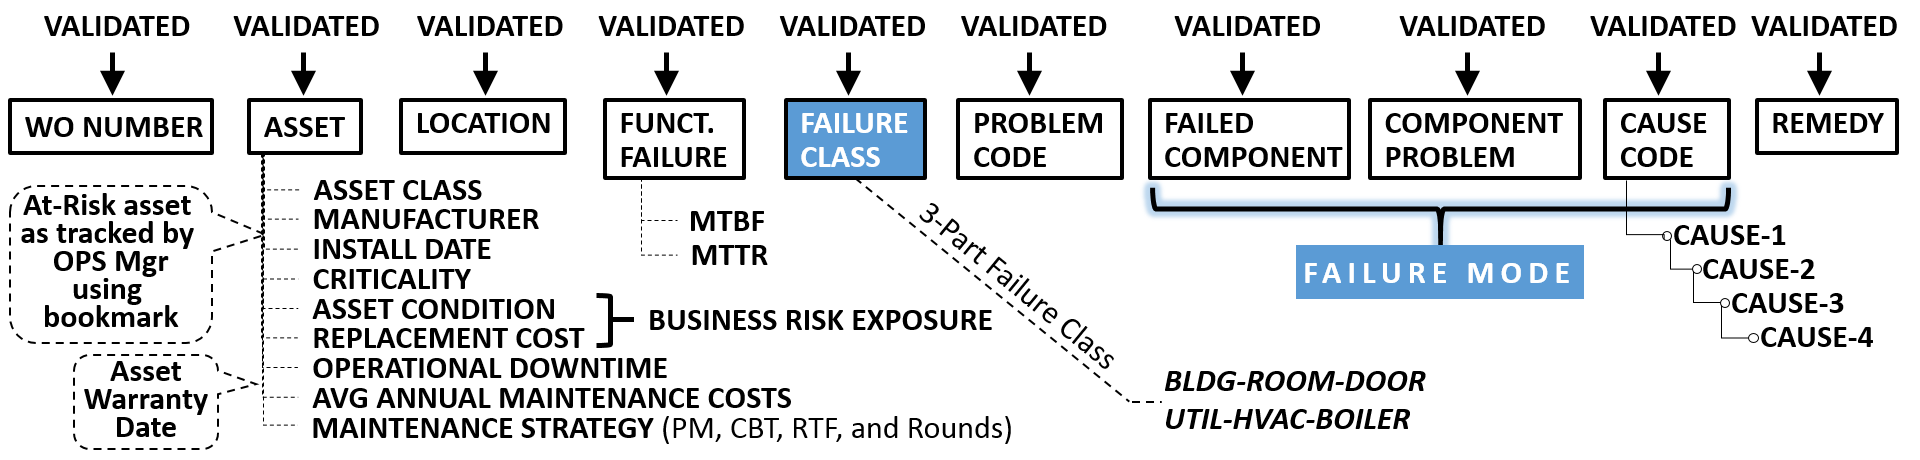 VALIDATED VALIDATED VALIDATED VALIDATED VALIDATED VALIDATED VALIDATED VALIDATED VALIDATED VALIDATED
WO NUMBER
ASSET
LOCATION
FUNCT.
FAILURE
FAILURE
CLASS
PROBLEM
CODE
FAILED
COMPONENT
COMPONENT
PROBLEM
CAUSE
CODE
REMEDY
At-Risk asset
as tracked by
OPS Mgr
using
bookmark
Asset
Warranty
Date
ASSET CLASS
MANUFACTURER
INSTALL DATE
CRITICALITY
ASSET CONDITION
REPLACEMENT COST
BUSINESS RISK EXPOSURE
OPERATIONAL DOWNTIME
AVG ANNUAL MAINTENANCE COSTS
MAINTENANCE STRATEGY (PM, CBT, RTF, and Rounds)
MTBF
MTTR
3-Part Failure Class
BLDG-ROOM-DOOR
UTIL-HVAC-BOILER
FAILURE MODE
CAUSE-1
CAUSE-2
CAUSE-3
CAUSE-4